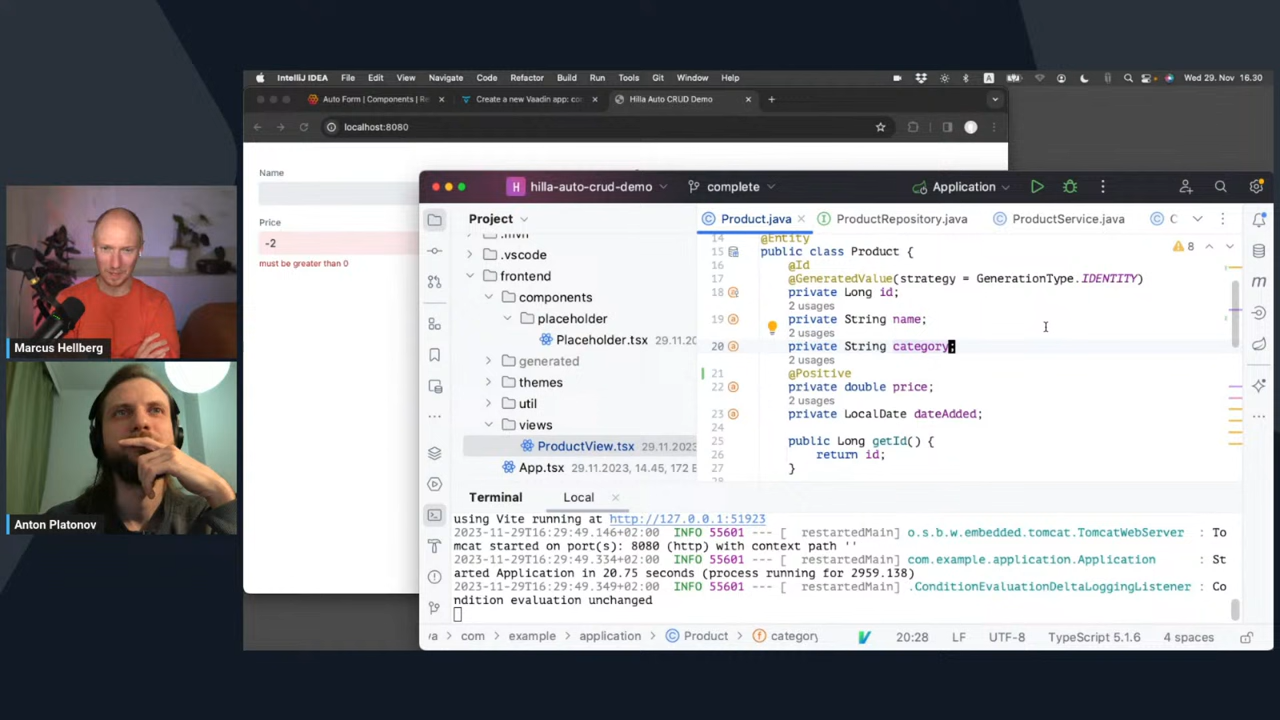 IntelliJ IDEA File Edit View Navigate Code Refactor Build Run Tools Git Window Help A Wed 29. Nov 16.30
Auto Form | Components | Re
Create a new Vaadin app: co
Hilla Auto CRUD Demo
localhost:8080
Name
Price
-2
must be greater than 0
Marcus Hellberg
Anton Platonov
H hilla-auto-crud-demo complete Application
Project
.mvn
.vscode
frontend
components
placeholder
Placeholder.tsx 29.11.202
generated
themes
util
views
ProductView.tsx 29.11.2023
App.tsx 29.11.2023, 14.45, 172 B
Product.java ProductRepository.java ProductService.java C
8
14 @Entity
15 public class Product {
16 @Id
17 @GeneratedValue(strategy = GenerationType.IDENTITY)
18 private Long id;
2 usages
19 private String name;
2 usages
20 private String category;
2 usages
21 @Positive
22 private double price;
2 usages
23 private LocalDate dateAdded;
24
25 public Long getId() {
26 return id;
27 }
28
Terminal Local
using Vite running at http://127.0.0.1:51923
2023-11-29T16:29:49.146+02:00 INFO 55601 --- [ restartedMain] o.s.b.w.embedded.tomcat.TomcatWebServer : To
mcat started on port(s): 8080 (http) with context path ''
2023-11-29T16:29:49.334+02:00 INFO 55601 --- [ restartedMain] com.example.application.Application : St
arted Application in 20.75 seconds (process running for 2959.138)
2023-11-29T16:29:49.349+02:00 INFO 55601 --- [ restartedMain] .ConditionEvaluationDeltaLoggingListener : Co
ndition evaluation unchanged
va com example application Product category 20:28 LF UTF-8 TypeScript 5.1.6 4 spaces